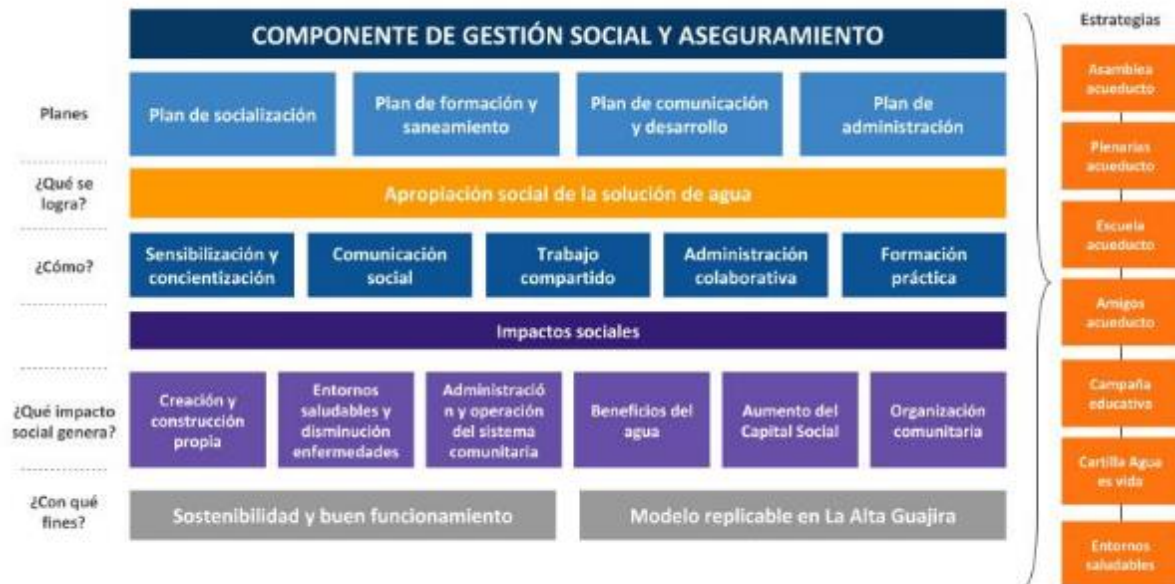 COMPONENTE DE GESTIÓN SOCIAL Y ASEGURAMIENTO
Planes
Plan de socialización
Plan de formación y
saneamiento
Plan de comunicación
y desarrollo
Plan de
administración
¿Qué se
logra?
Apropiación social de la solución de agua
¿Cómo?
Sensibilización y
concientización
Comunicación
social
Trabajo
compartido
Administración
colaborativa
Formación
práctica
Impactos sociales
¿Qué impacto
social genera?
Creación y
construcción
propia
Entornos
saludables y
disminución
enfermedades
Administració
n y operación
del sistema
comunitaria
Beneficios del
agua
Aumento del
Capital Social
Organización
comunitaria
¿Con qué
fines?
Sostenibilidad y buen funcionamiento
Modelo replicable en La Alta Guajira
Estrategias
Asamblea
acueducto
Plenarias
acueducto
Escuela
acueducto
Amigos
acueducto
Campaña
educativa
Cartilla Agua
es vida
Entornos
saludables